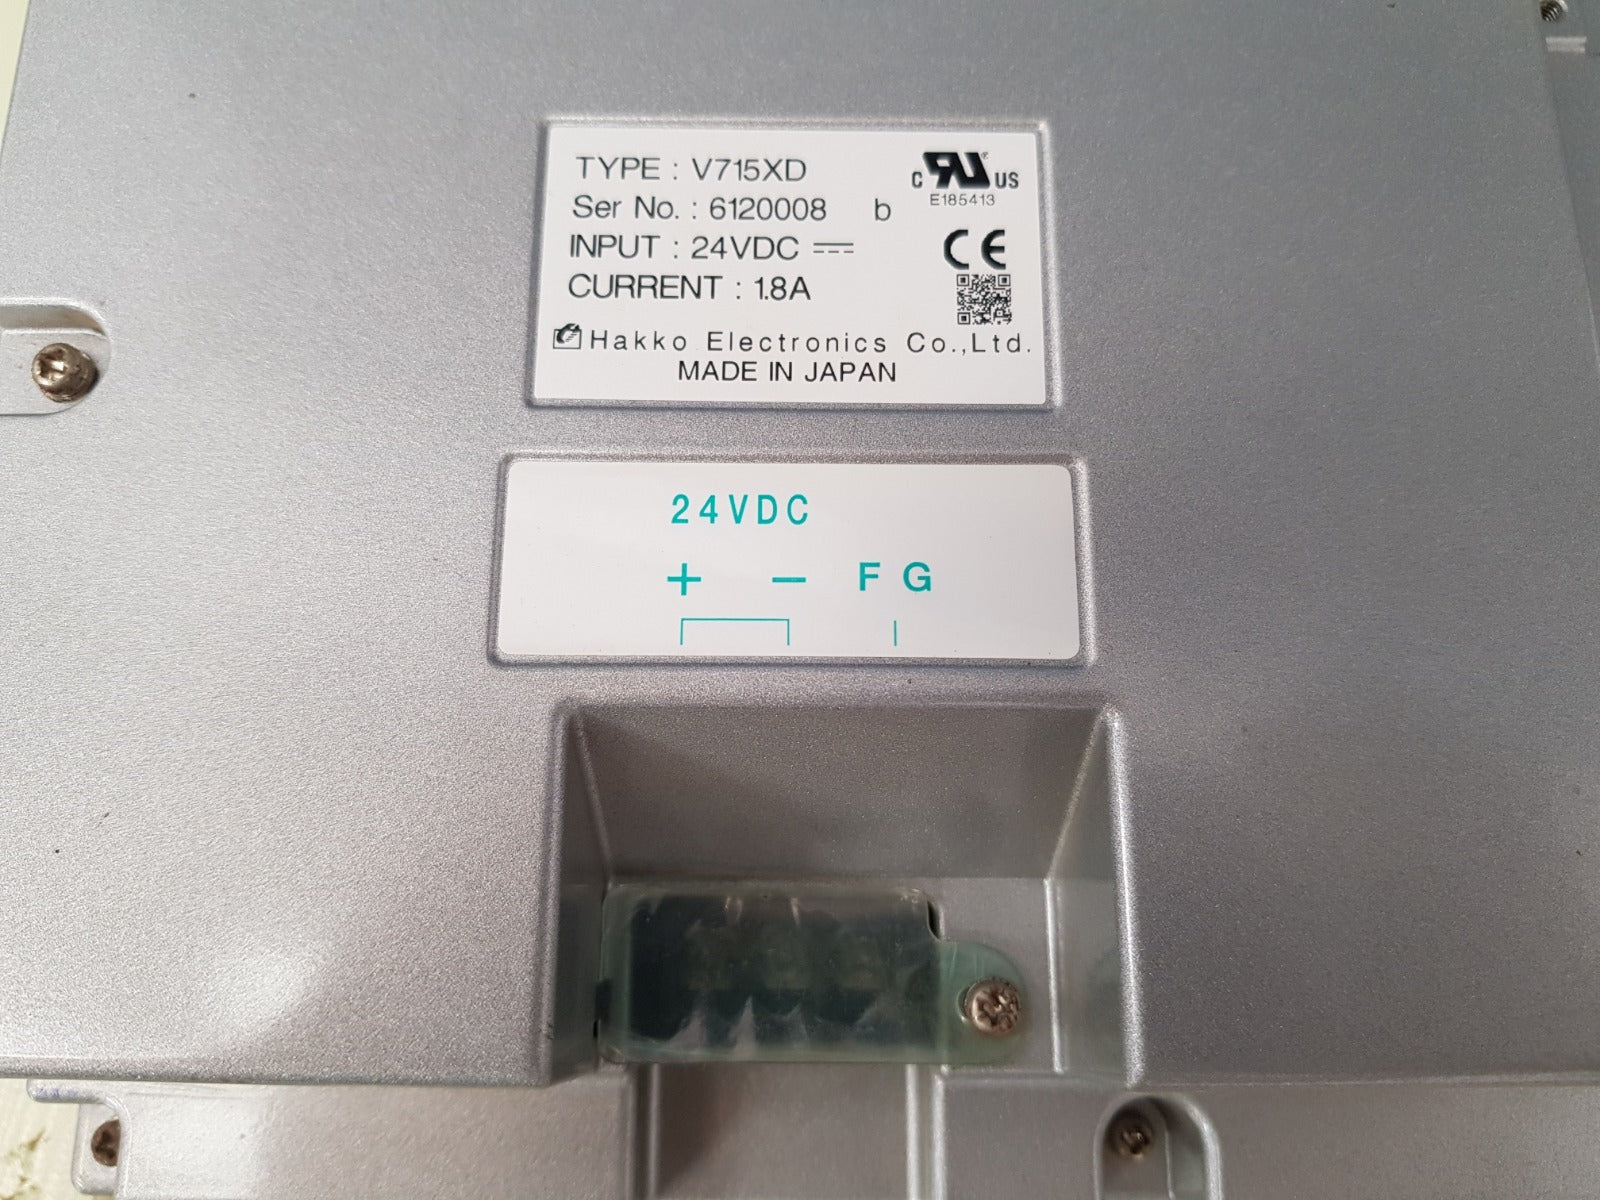 TYPE : V715XD
Ser No. : 6120008 b
INPUT : 24VDC
CURRENT : 1.8A
c RU ® US
E185413
CE
Hakko Electronics Co.,Ltd.
MADE IN JAPAN
24VDC
+ − FG